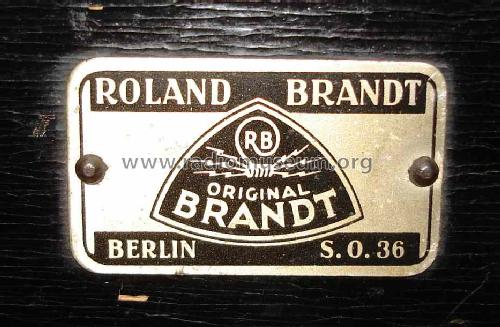 ROLAND BRANDT
RB
www.radiomuseum.org
ORIGINAL
BRANDT
BERLIN S.O.36